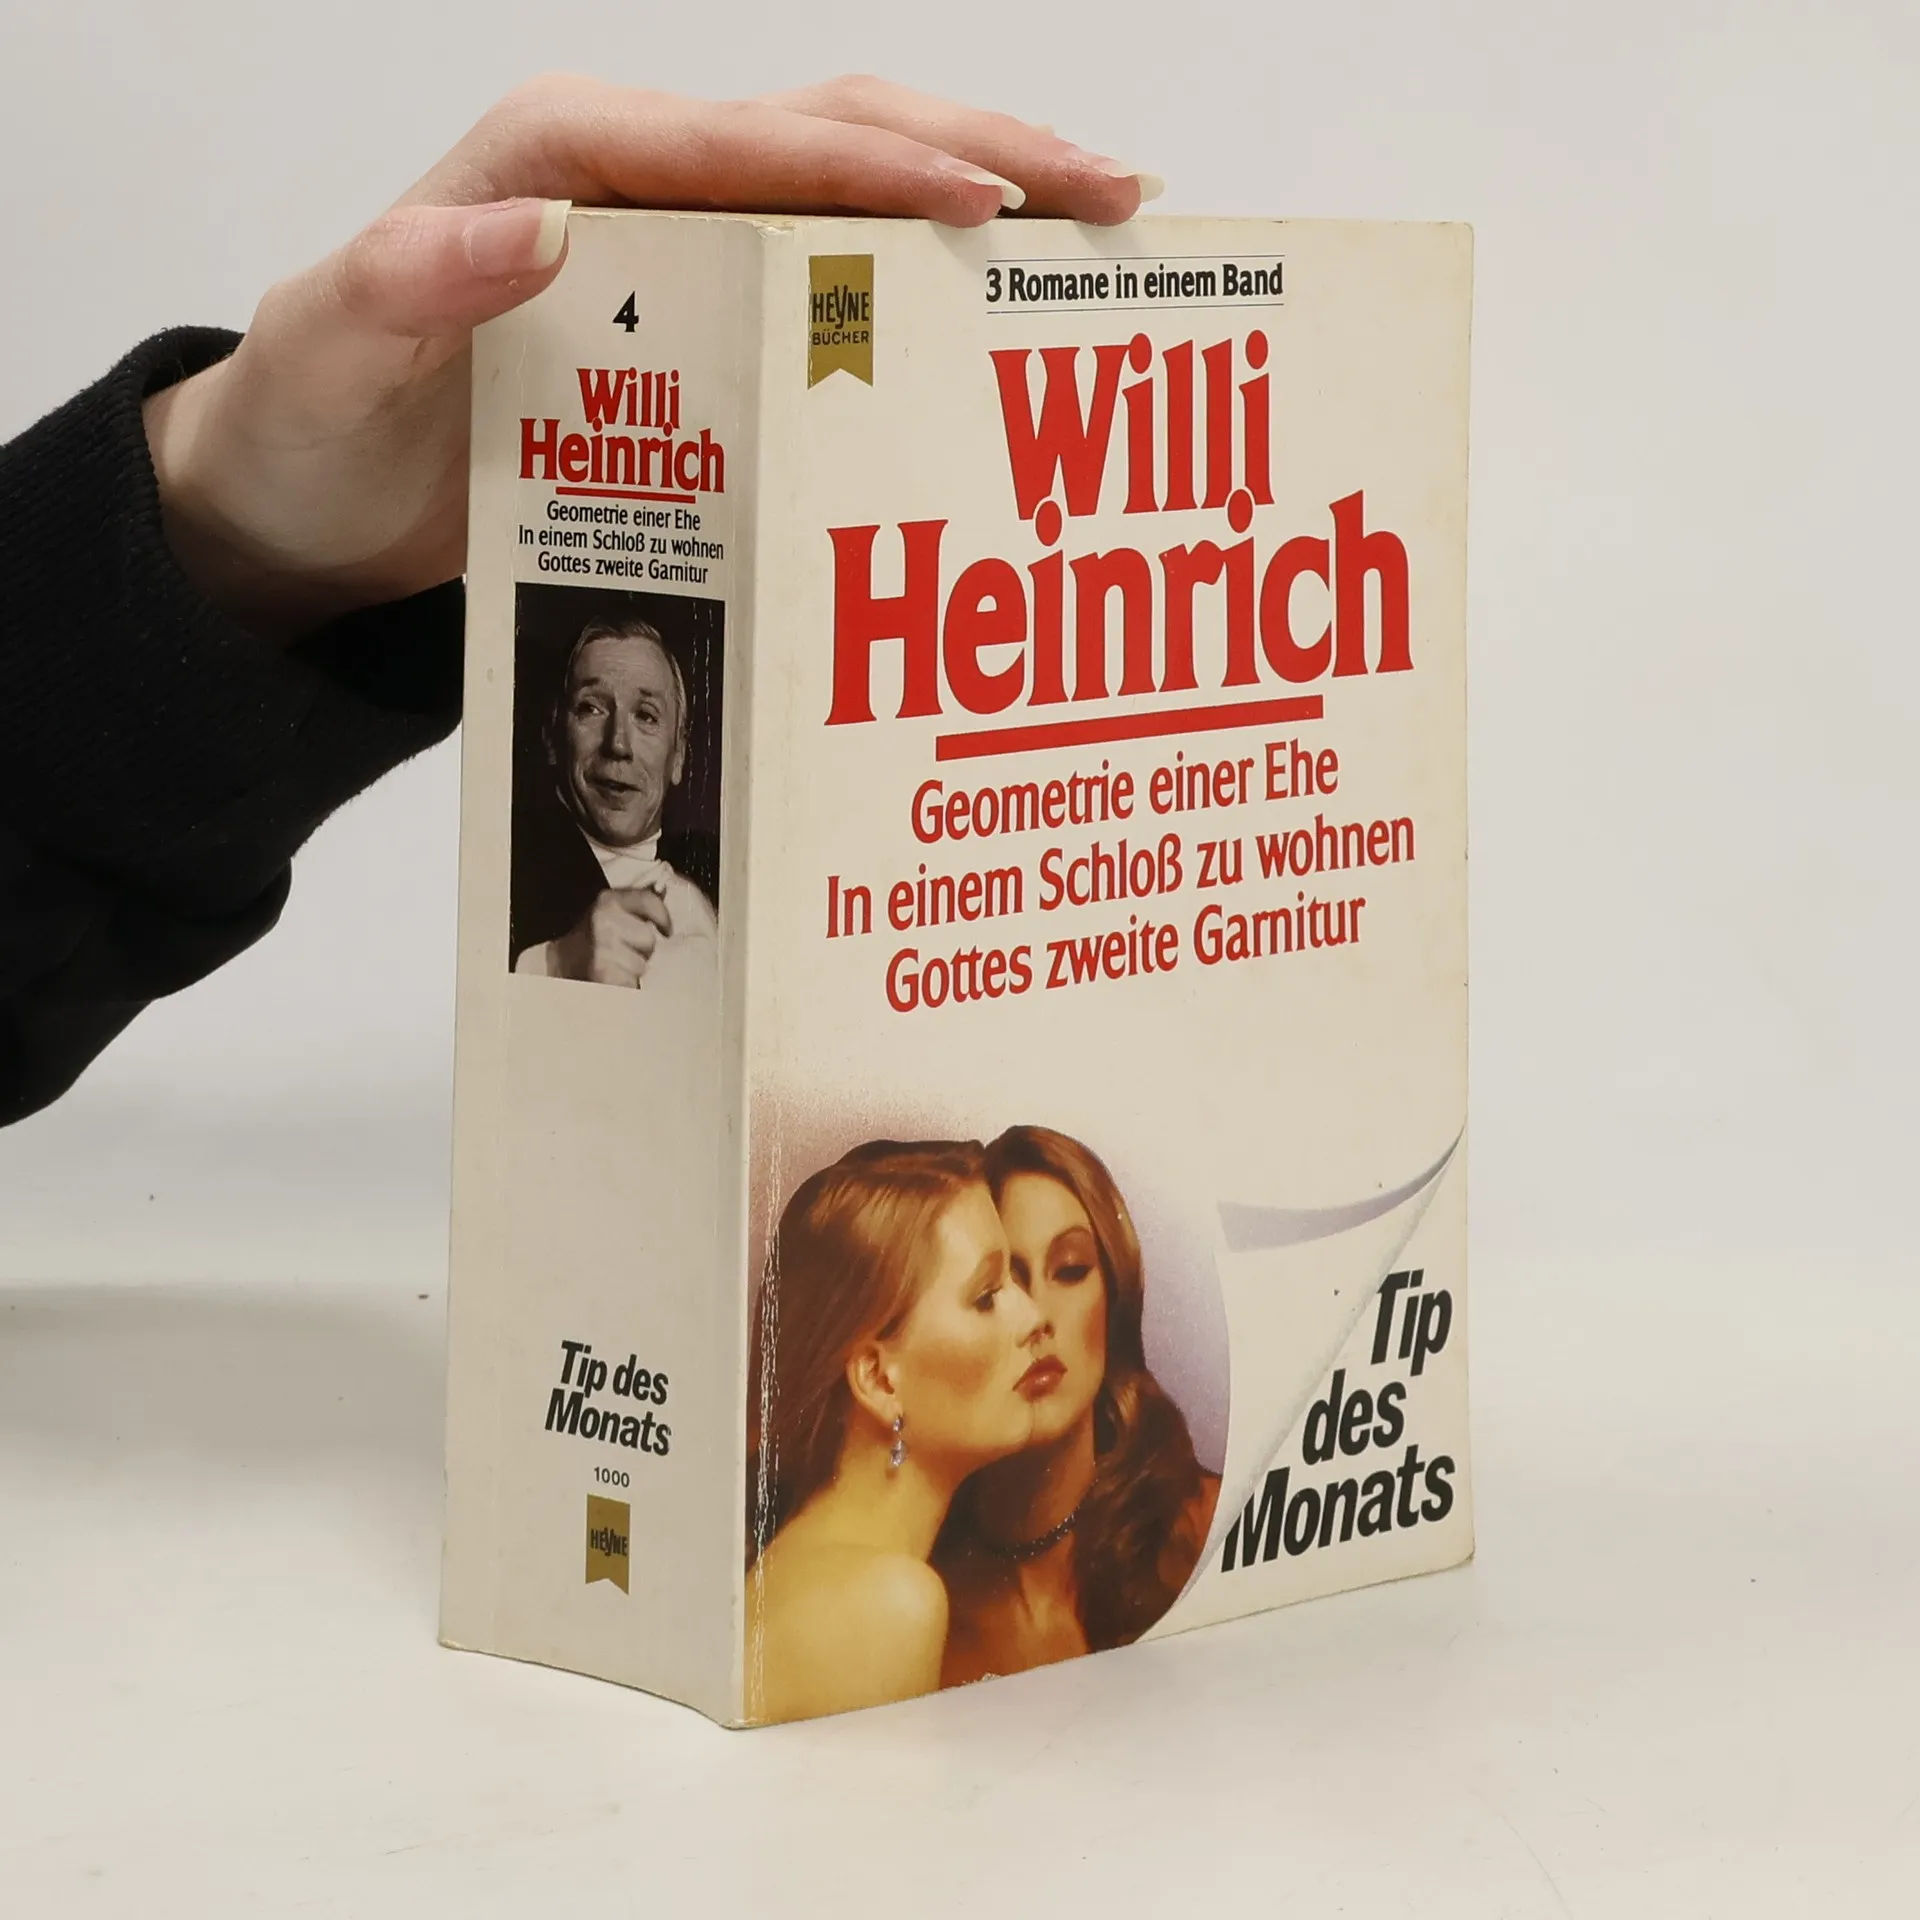 4
Willi
Heinrich
Geometrie einer Ehe
In einem Schloß zu wohnen
Gottes zweite Garnitur
Tip des
Monats
1000
HEYNE
HEYNE
BÜCHER
3 Romane in einem Band
Willi
Heinrich
Geometrie einer Ehe
In einem Schloß zu wohnen
Gottes zweite Garnitur
Tip
des
Monats